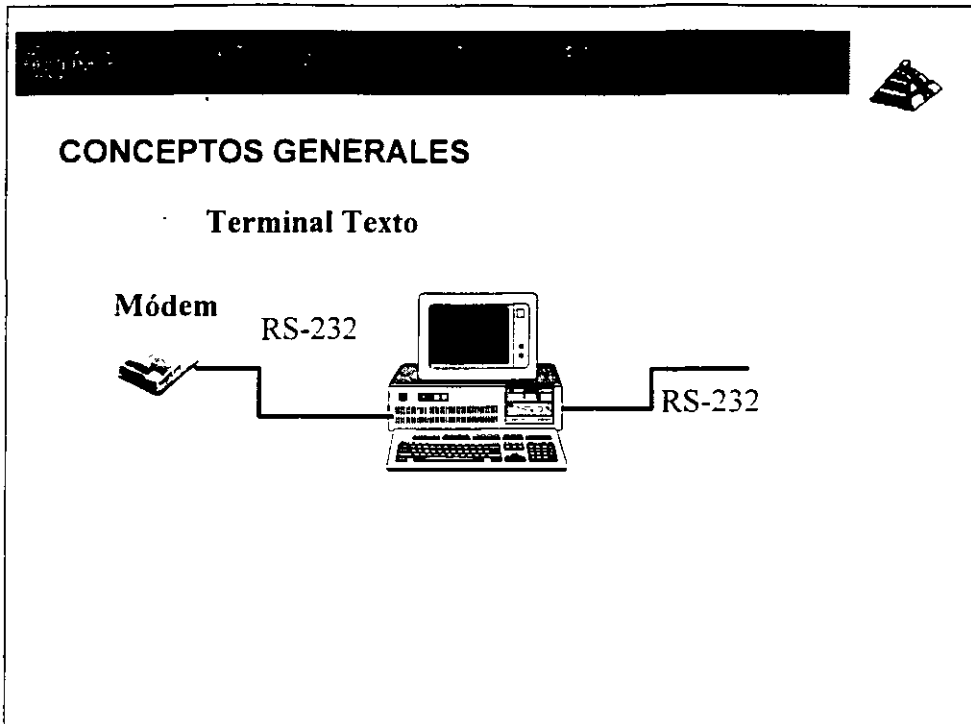 CONCEPTOS GENERALES
Terminal Texto
Módem
RS-232
RS-232